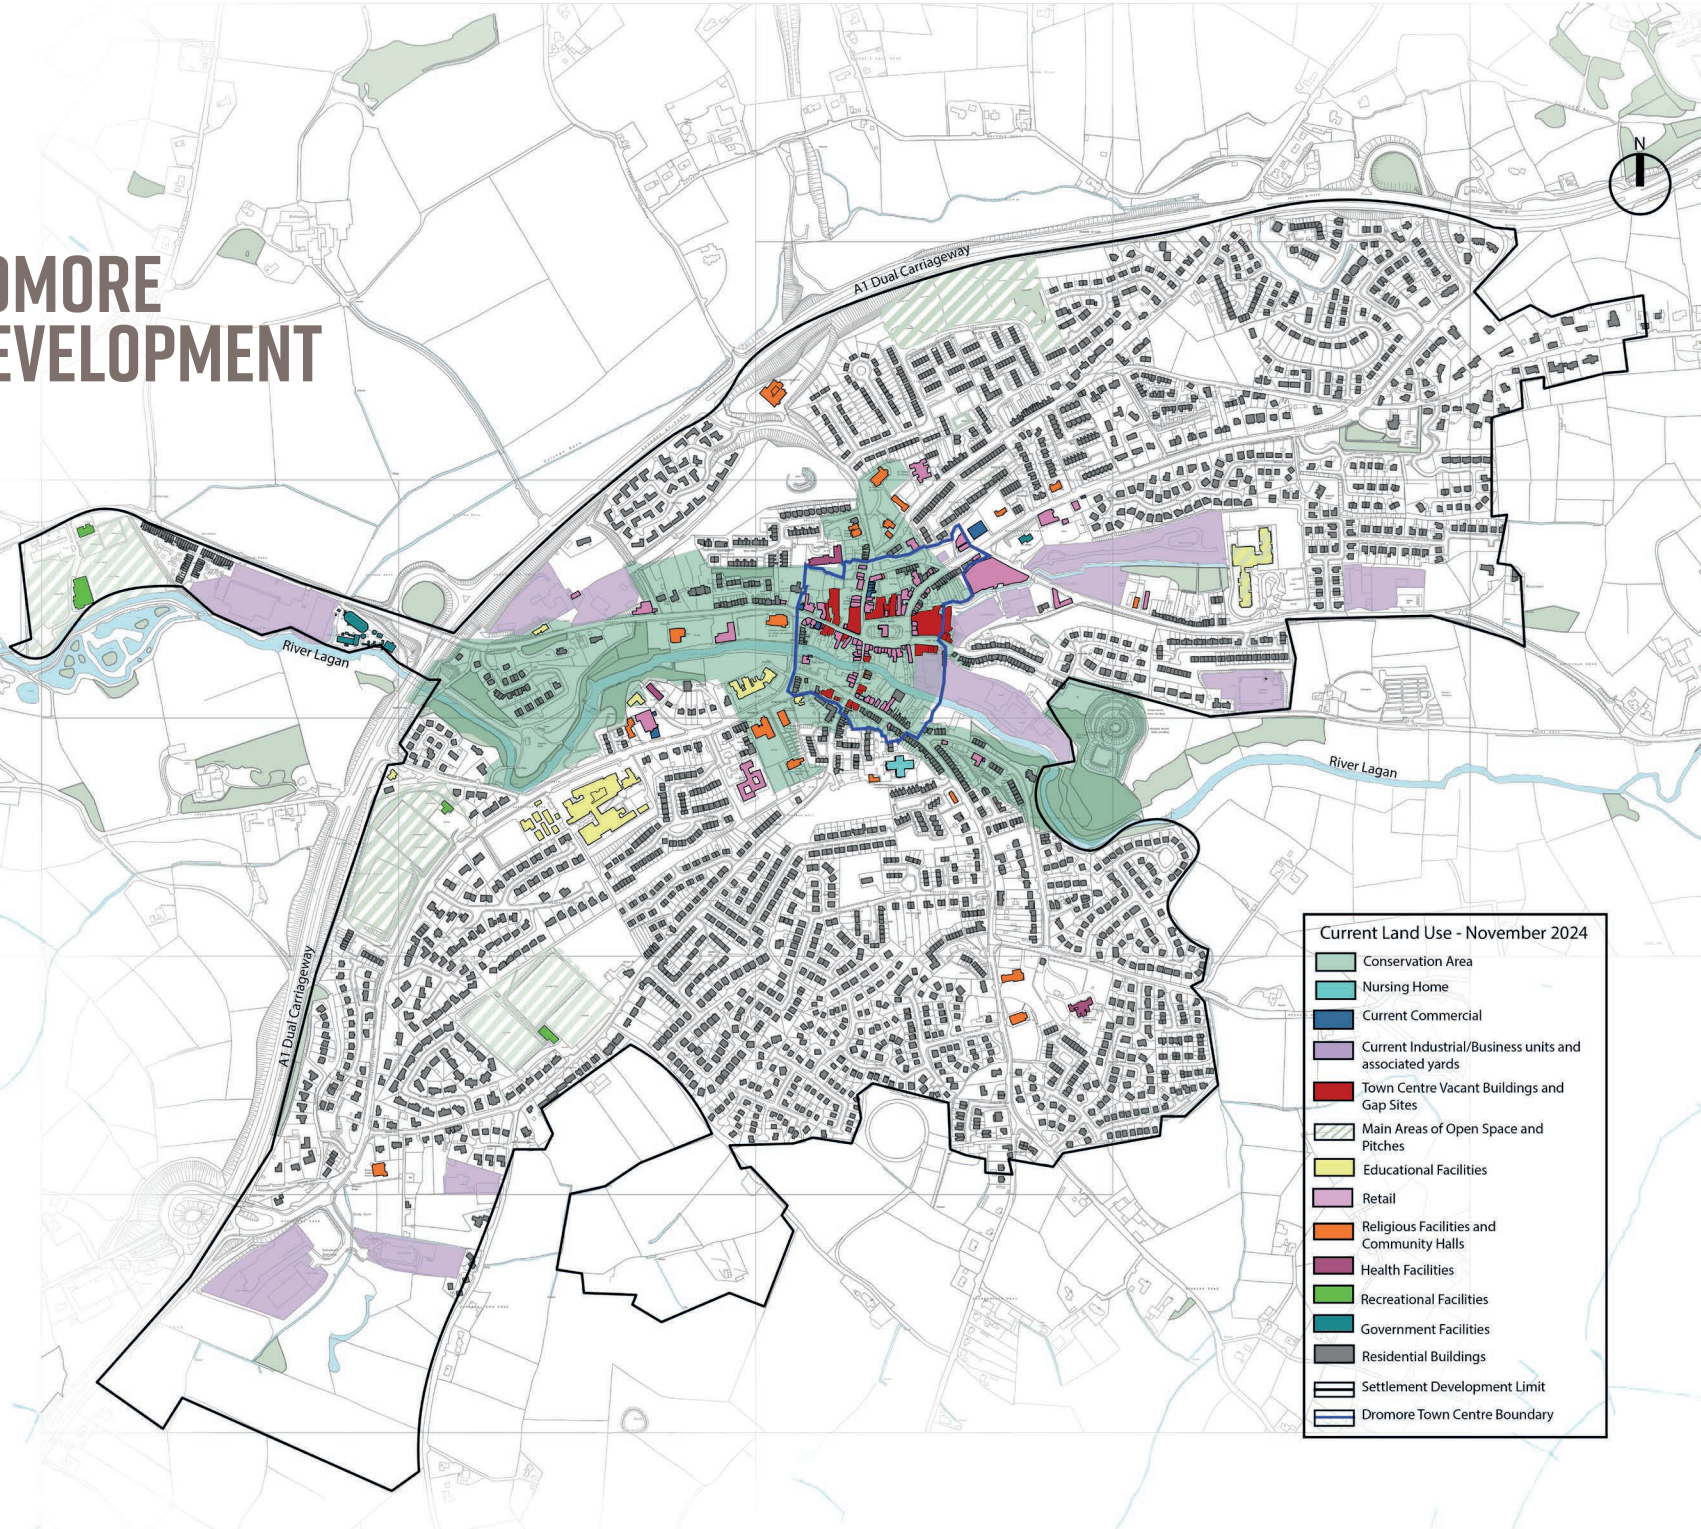 OMORE
EVELOPMENT
N
A1 Dual Carriageway
River Lagan
River Lagan
A1 Dual Carriageway
Current Land Use - November 2024
Conservation Area
Nursing Home
Current Commercial
Current Industrial/Business units and
associated yards
Town Centre Vacant Buildings and
Gap Sites
Main Areas of Open Space and
Pitches
Educational Facilities
Retail
Religious Facilities and
Community Halls
Health Facilities
Recreational Facilities
Government Facilities
Residential Buildings
Settlement Development Limit
Dromore Town Centre Boundary